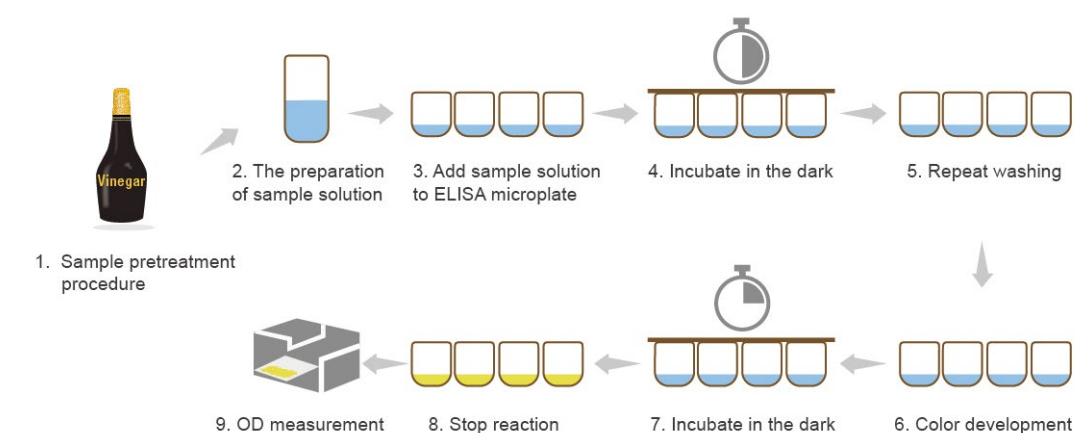 Vinegar
1. Sample pretreatment
procedure
2. The preparation
of sample solution
3. Add sample solution
to ELISA microplate
4. Incubate in the dark
5. Repeat washing
6. Color development
7. Incubate in the dark
8. Stop reaction
9. OD measurement